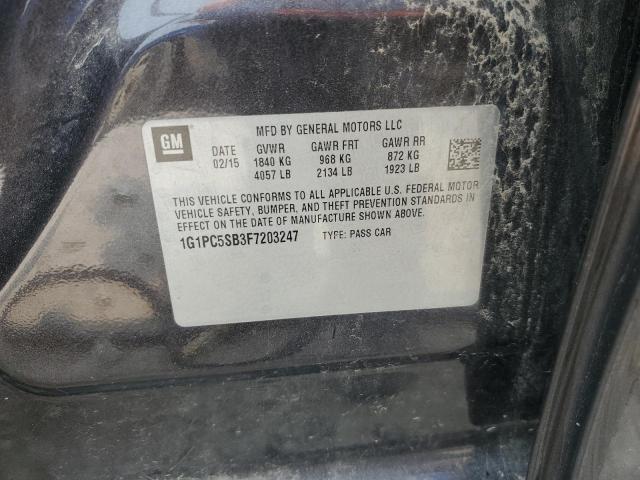 MFD BY GENERAL MOTORS LLC
GM
DATE GVWR GAWR FRT GAWR RR
02/15 1840 KG 968 KG 872 KG
4057 LB 2134 LB 1923 LB
THIS VEHICLE CONFORMS TO ALL APPLICABLE U.S. FEDERAL MOTOR
VEHICLE SAFETY, BUMPER, AND THEFT PREVENTION STANDARDS IN
EFFECT ON THE DATE OF MANUFACTURE SHOWN ABOVE.
1G1PC5SB3F7203247 TYPE: PASS CAR